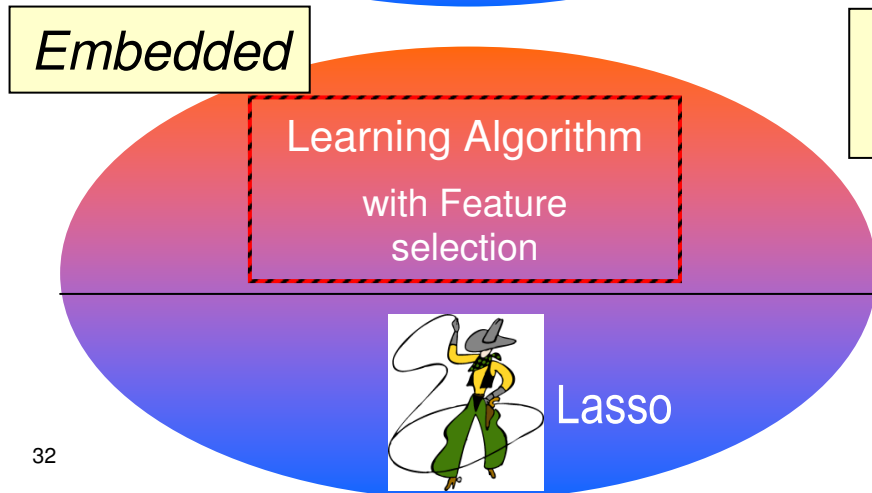 Embedded
Learning Algorithm
with Feature
selection
Lasso
32